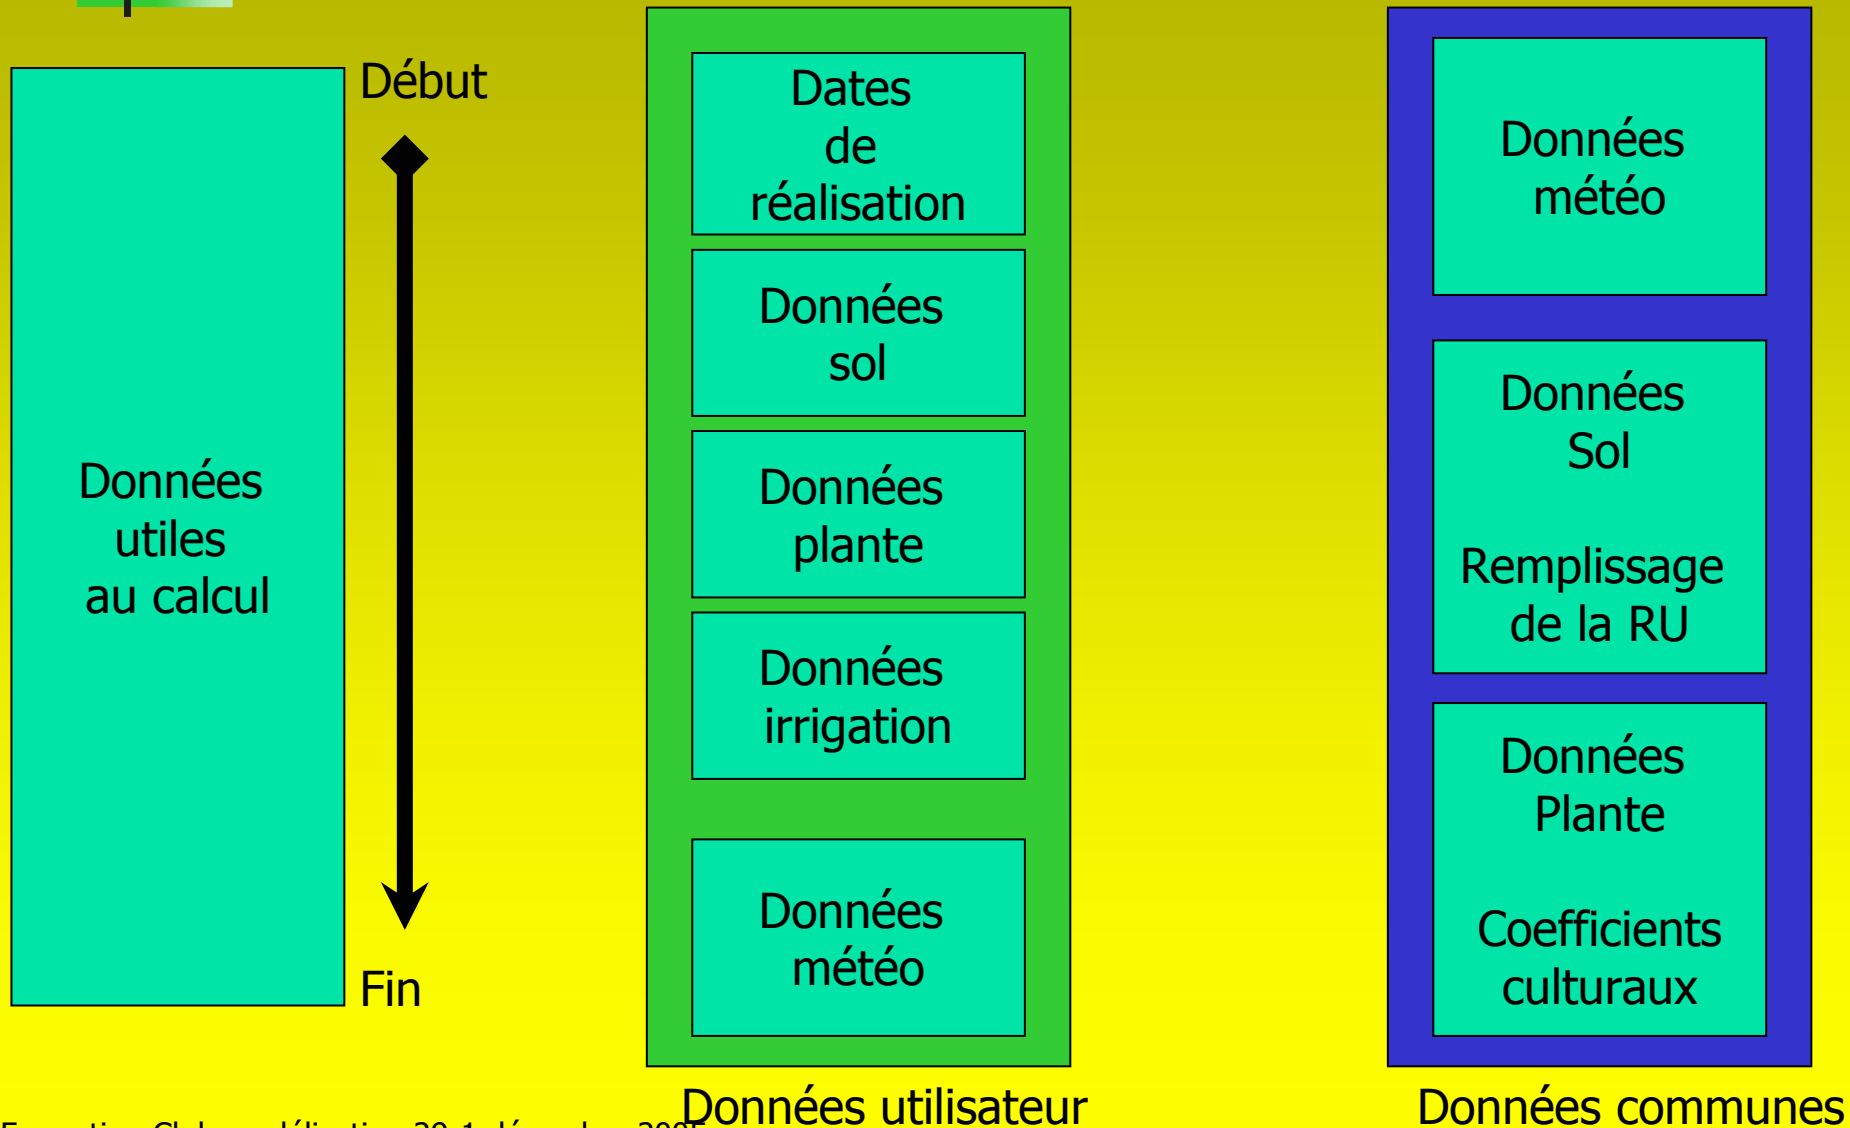 Début
Données
utiles
au calcul
Fin
Dates
de
réalisation
Données
sol
Données
plante
Données
irrigation
Données
météo
Données utilisateur
Données
météo
Données
Sol
Remplissage
de la RU
Données
Plante
Coefficients
culturaux
Données communes